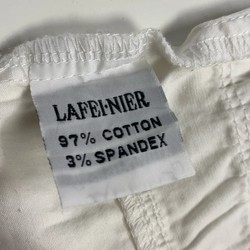 LAFEI·NIER
97% COTTON
3% SPANDEX